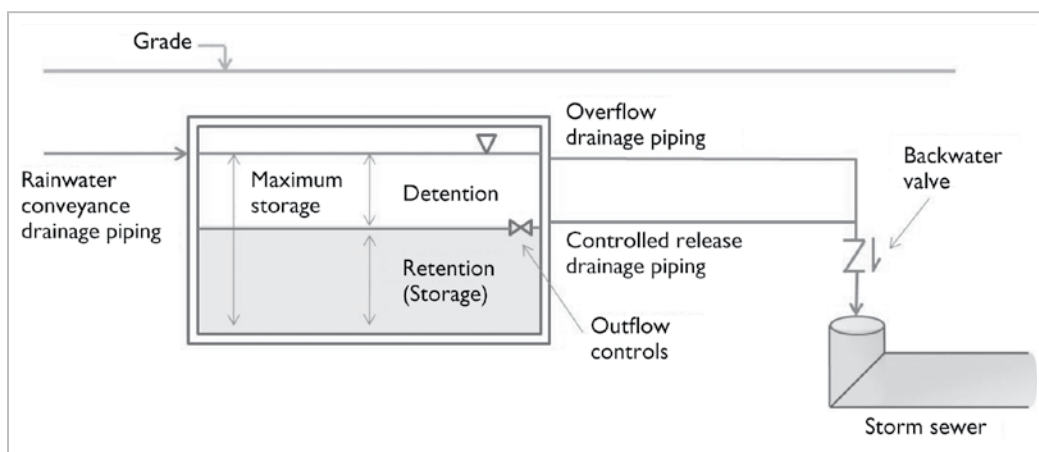 Grade
Overflow
drainage piping
Backwater
valve
Rainwater
conveyance
drainage piping
Maximum
storage
Detention
Controlled release
drainage piping
Retention
(Storage)
Outflow
controls
Storm sewer